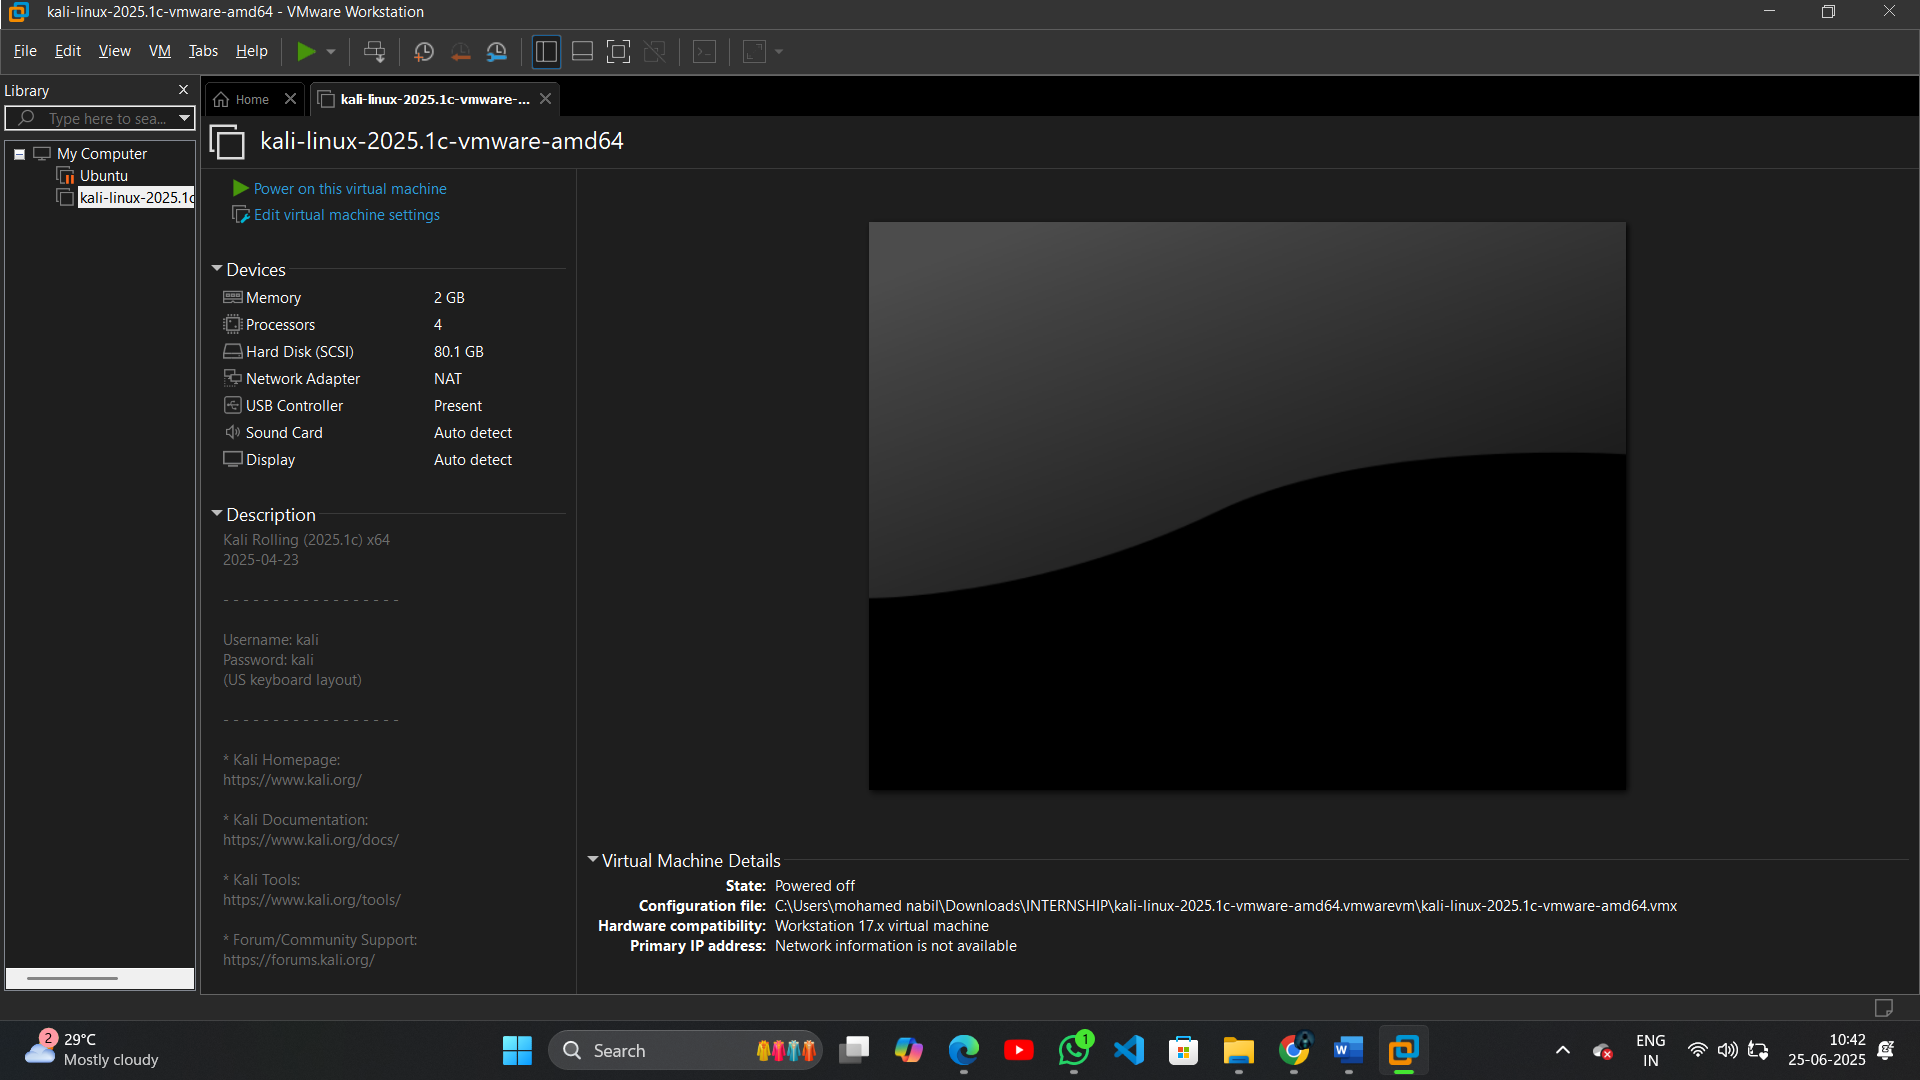 kali-linux-2025.1c-vmware-amd64 - VMware Workstation
File Edit View VM Tabs Help
Library
Type here to sea...
My Computer
Ubuntu
kali-linux-2025.1c
Home
kali-linux-2025.1c-vmware-...
kali-linux-2025.1c-vmware-amd64
Power on this virtual machine
Edit virtual machine settings
Devices
Memory 2 GB
Processors 4
Hard Disk (SCSI) 80.1 GB
Network Adapter NAT
USB Controller Present
Sound Card Auto detect
Display Auto detect
Description
Kali Rolling (2025.1c) x64
2025-04-23
- - - - - - - - - - - - - - - - - -
Username: kali
Password: kali
(US keyboard layout)
- - - - - - - - - - - - - - - - - -
* Kali Homepage:
https://www.kali.org/
* Kali Documentation:
https://www.kali.org/docs/
* Kali Tools:
https://www.kali.org/tools/
* Forum/Community Support:
https://forums.kali.org/
Virtual Machine Details
State: Powered off
Configuration file: C:\Users\mohamed nabil\Downloads\INTERNSHIP\kali-linux-2025.1c-vmware-amd64.vmwarevm\kali-linux-2025.1c-vmware-amd64.vmx
Hardware compatibility: Workstation 17.x virtual machine
Primary IP address: Network information is not available
2
29°C
Mostly cloudy
Search
1
W
ENG
IN
10:42
25-06-2025